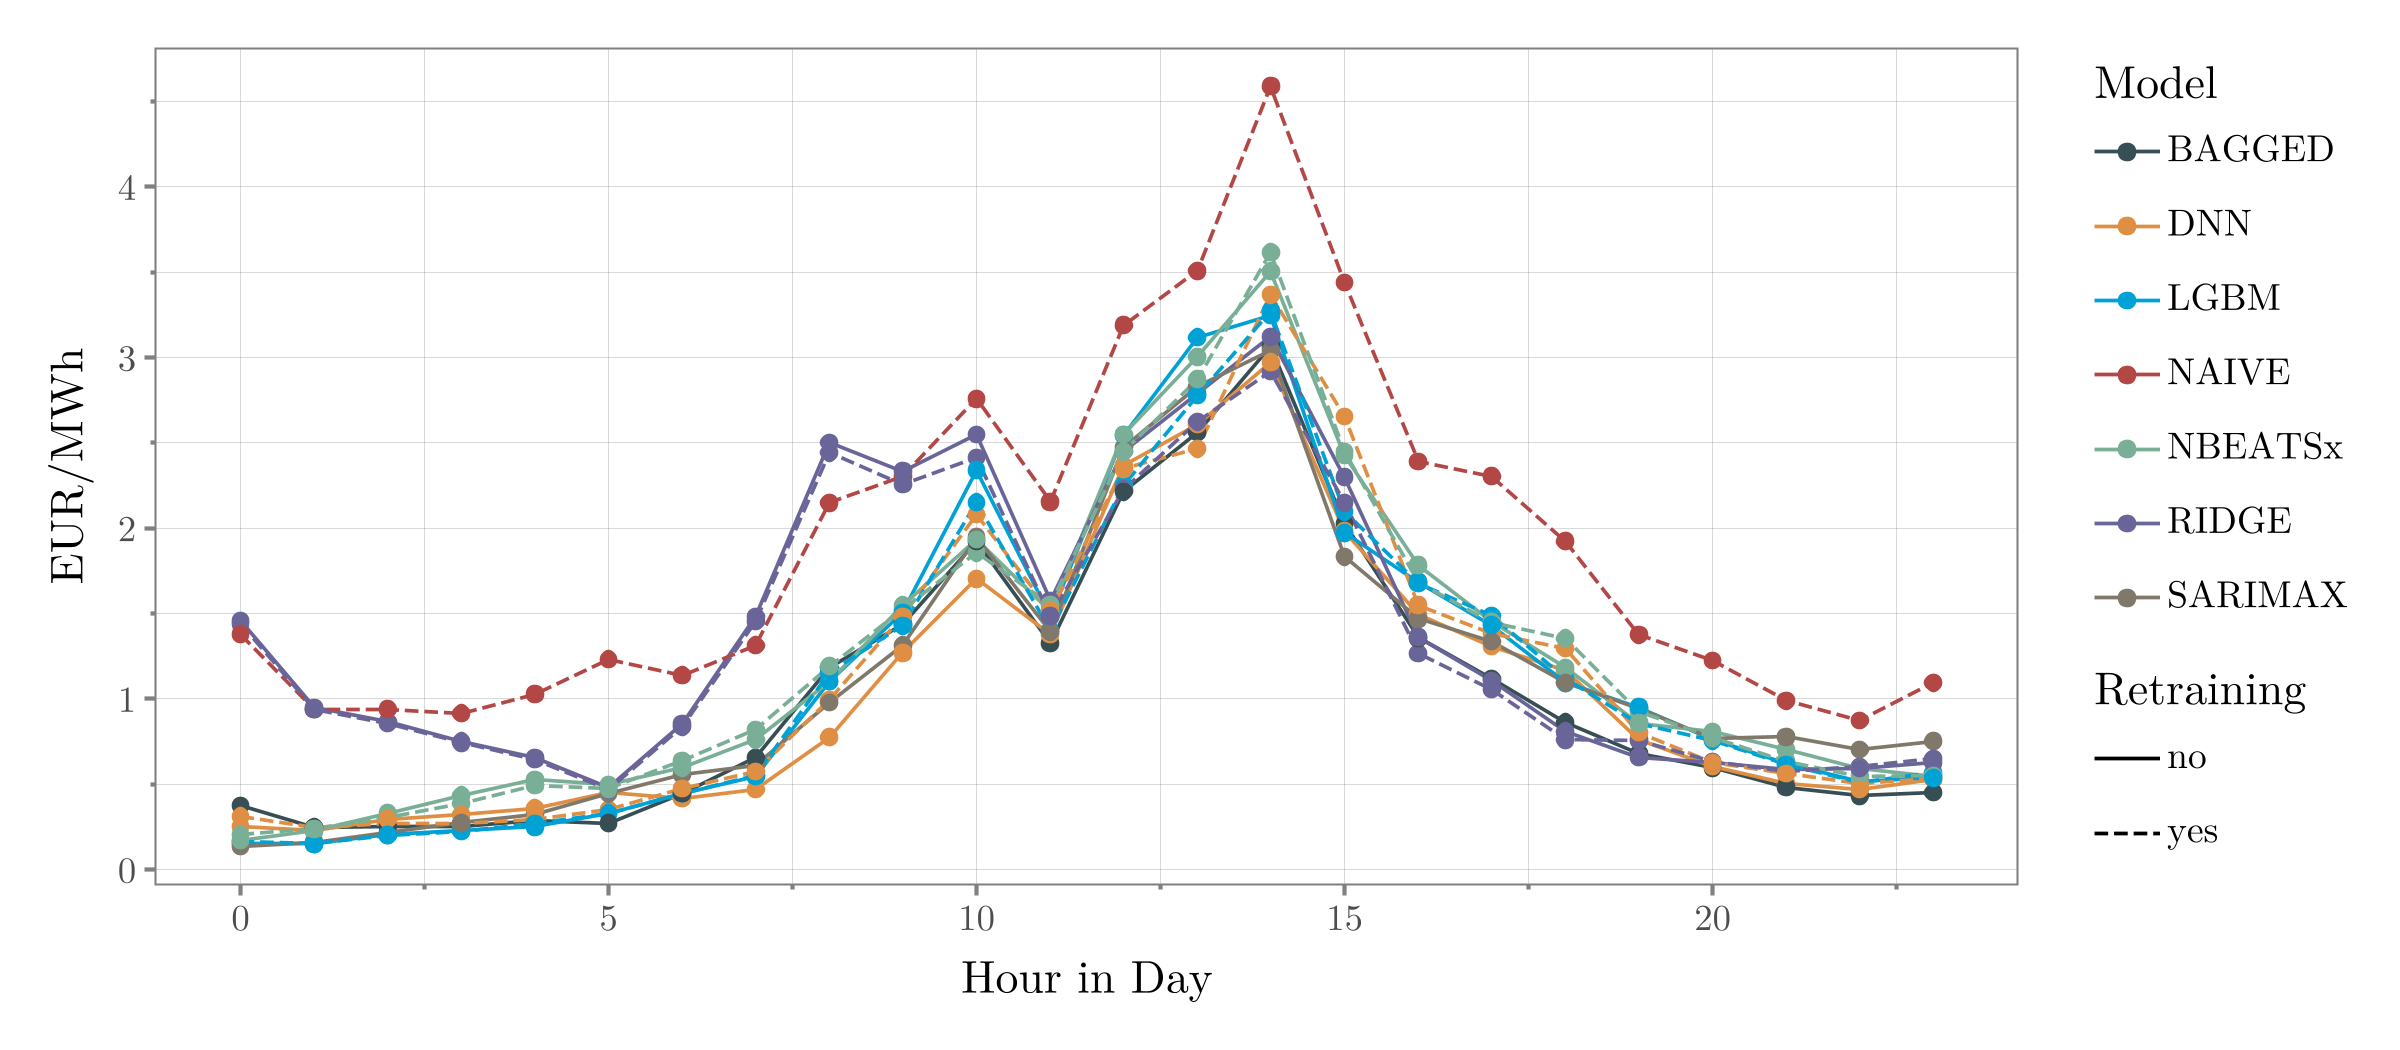 EUR/MWh
4
3
2
1
0
0 5 10 15 20
Hour in Day
Model
BAGGED
DNN
LGBM
NAIVE
NBEATSx
RIDGE
SARIMAX
Retraining
no
yes